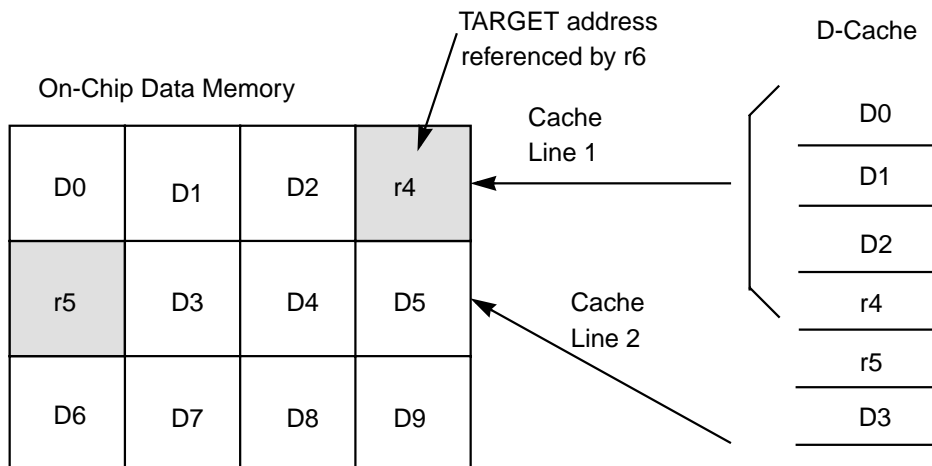 TARGET address
referenced by r6
D-Cache
On-Chip Data Memory
Cache
Line 1
D0
D1
D2
r4
r5
D3
D4
D5
D6
D7
D8
D9
Cache
Line 2
D0
D1
D2
r4
r5
D3